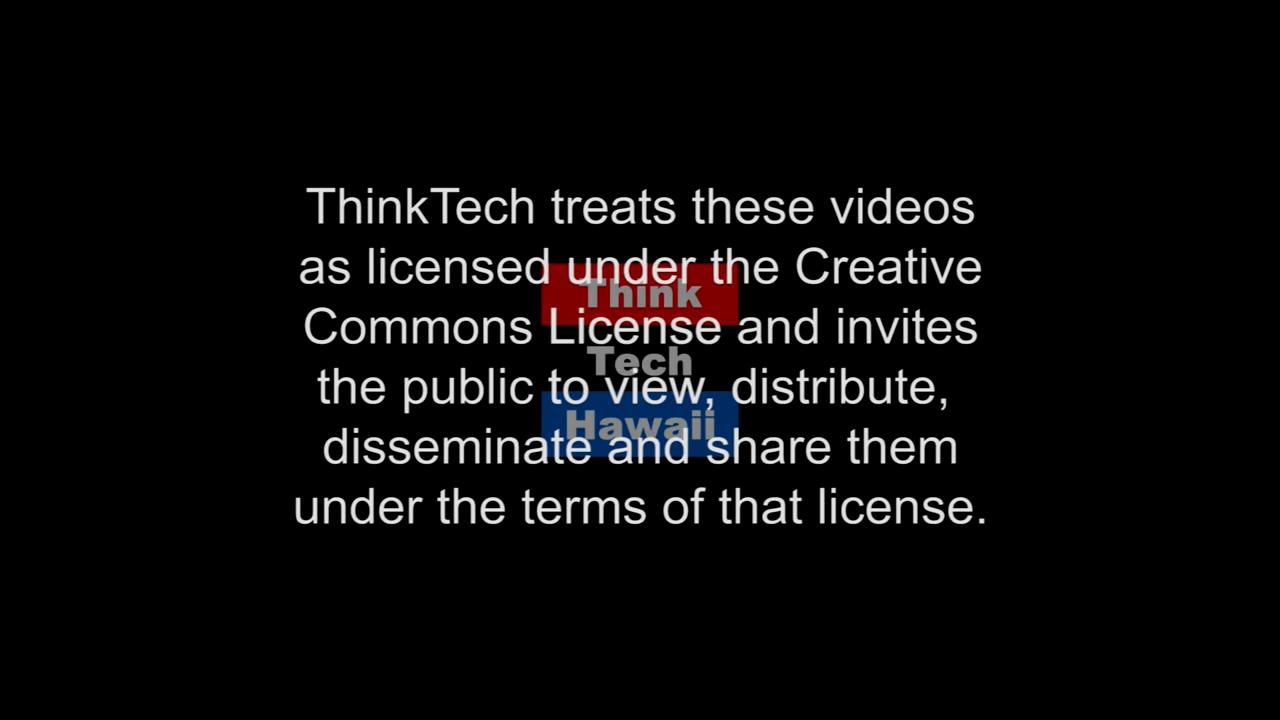 ThinkTech treats these videos
as licensed under the Creative
Think
Commons License and invites
Tech
the public to view, distribute,
Hawaii
disseminate and share them
under the terms of that license.